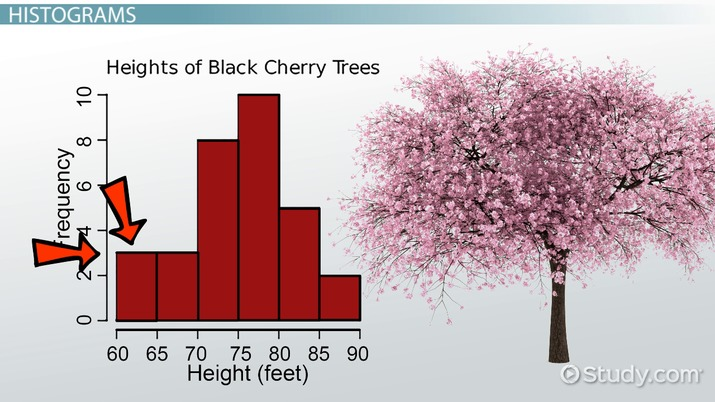 HISTOGRAMS
Heights of Black Cherry Trees
Frequency
10
8
6
4
2
0
60 65 70 75 80 85 90
Height (feet)
Study.com